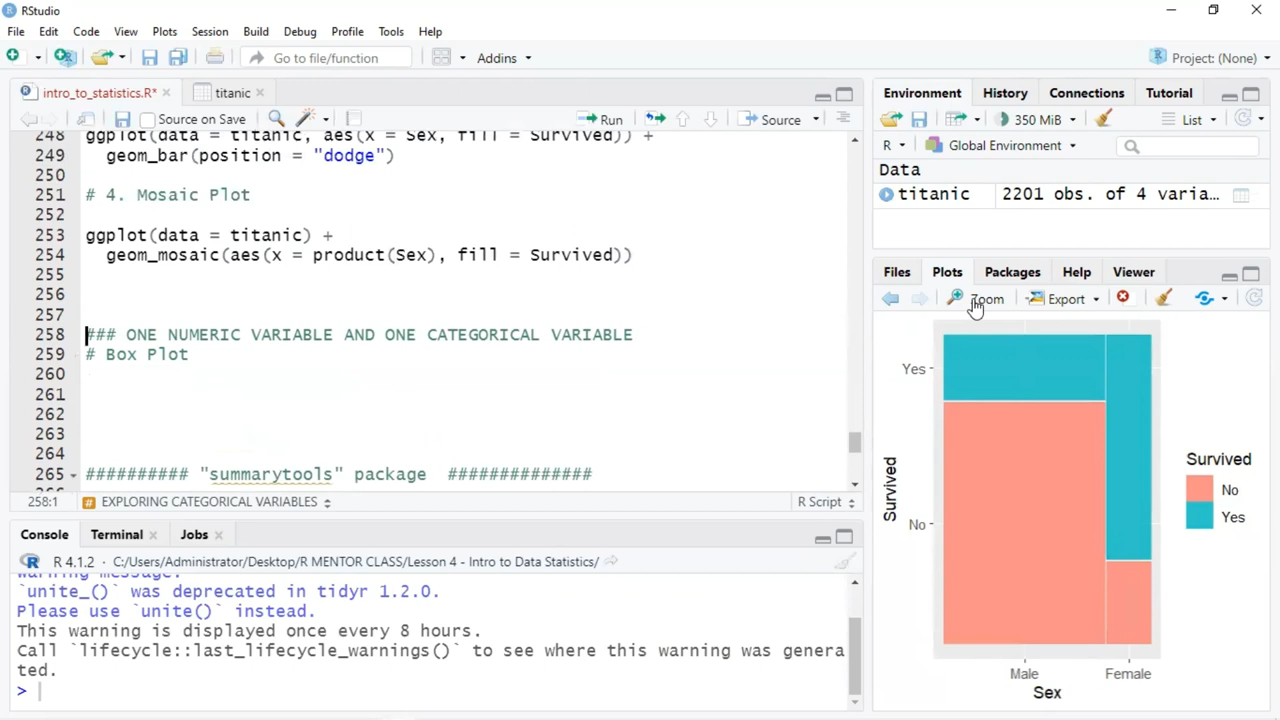 RStudio
File Edit Code View Plots Session Build Debug Profile Tools Help
Go to file/function Addins Project: (None)
intro_to_statistics.R* titanic
Source on Save Run Source
248 ggplot(data = titanic, aes(x = Sex, fill = Survived)) +
249 geom_bar(position = "dodge")
250
251 # 4. Mosaic Plot
252
253 ggplot(data = titanic) +
254 geom_mosaic(aes(x = product(Sex), fill = Survived))
255
256
257
258 ### ONE NUMERIC VARIABLE AND ONE CATEGORICAL VARIABLE
259 # Box Plot
260
261
262
263
264
265 ########## "summarytools" package ##############
258:1 # EXPLORING CATEGORICAL VARIABLES R Script
Console Terminal Jobs
R R 4.1.2 · C:/Users/Administrator/Desktop/R MENTOR CLASS/Lesson 4 - Intro to Data Statistics/
warning message:
`unite_()` was deprecated in tidyr 1.2.0.
Please use `unite()` instead.
This warning is displayed once every 8 hours.
Call `lifecycle::last_lifecycle_warnings()` to see where this warning was genera
ted.
>
Environment History Connections Tutorial
350 MiB List
R Global Environment
Data
titanic 2201 obs. of 4 varia…
Files Plots Packages Help Viewer
Zoom Export
Yes
No
Survived
Male Female
Sex
Survived
No
Yes